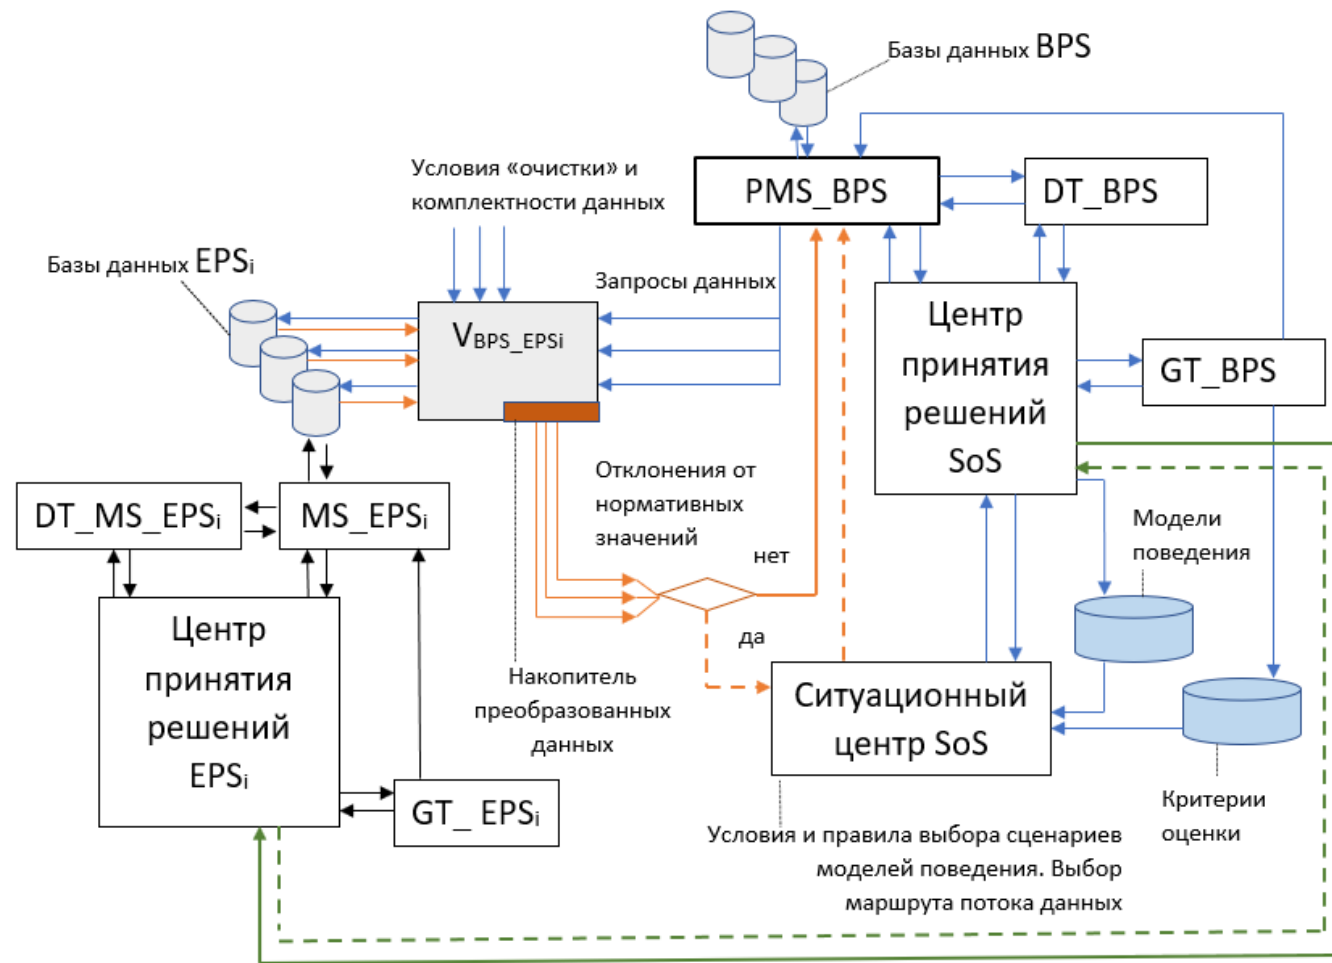 Базы данных BPS
Условия «очистки» и
комплектности данных
PMS_BPS
DT_BPS
Базы данных EPSi
Запросы данных
VBPS_EPSi
Центр
принятия
решений
SoS
GT_BPS
Отклонения от
нормативных
значений
DT_MS_EPSi
MS_EPSi
Модели
поведения
нет
да
Центр
принятия
решений
EPSi
Накопитель
преобразованных
данных
Ситуационный
центр SoS
GT_ EPSi
Критерии
оценки
Условия и правила выбора сценариев
моделей поведения. Выбор
маршрута потока данных